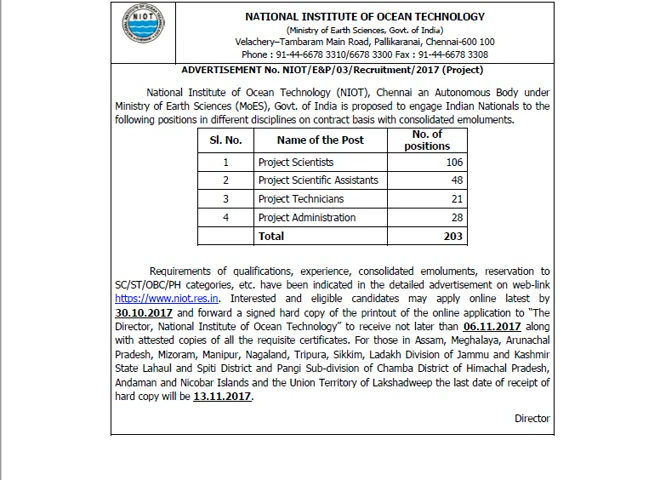 NIOT
NATIONAL INSTITUTE OF OCEAN TECHNOLOGY
(Ministry of Earth Sciences, Govt. of India)
Velachery–Tambaram Main Road, Pallikaranai, Chennai-600 100
Phone : 91-44-6678 3310/6678 3300 Fax : 91-44-6678 3308
ADVERTISEMENT No. NIOT/E&P/03/Recruitment/2017 (Project)
National Institute of Ocean Technology (NIOT), Chennai an Autonomous Body under
Ministry of Earth Sciences (MoES), Govt. of India is proposed to engage Indian Nationals to the
following positions in different disciplines on contract basis with consolidated emoluments.
Sl. No. Name of the Post No. of positions
1 Project Scientists 106
2 Project Scientific Assistants 48
3 Project Technicians 21
4 Project Administration 28
Total 203
Requirements of qualifications, experience, consolidated emoluments, reservation to
SC/ST/OBC/PH categories, etc. have been indicated in the detailed advertisement on web-link
https://www.niot.res.in. Interested and eligible candidates may apply online latest by
30.10.2017 and forward a signed hard copy of the printout of the online application to “The
Director, National Institute of Ocean Technology” to receive not later than 06.11.2017 along
with attested copies of all the requisite certificates. For those in Assam, Meghalaya, Arunachal
Pradesh, Mizoram, Manipur, Nagaland, Tripura, Sikkim, Ladakh Division of Jammu and Kashmir
State Lahaul and Spiti District and Pangi Sub-division of Chamba District of Himachal Pradesh,
Andaman and Nicobar Islands and the Union Territory of Lakshadweep the last date of receipt of
hard copy will be 13.11.2017.
Director